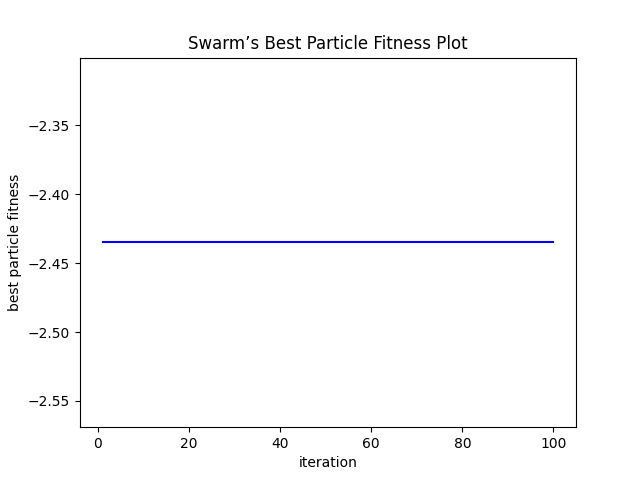 Swarm’s Best Particle Fitness Plot
best particle fitness
−2.35
−2.40
−2.45
−2.50
−2.55
0 20 40 60 80 100
iteration